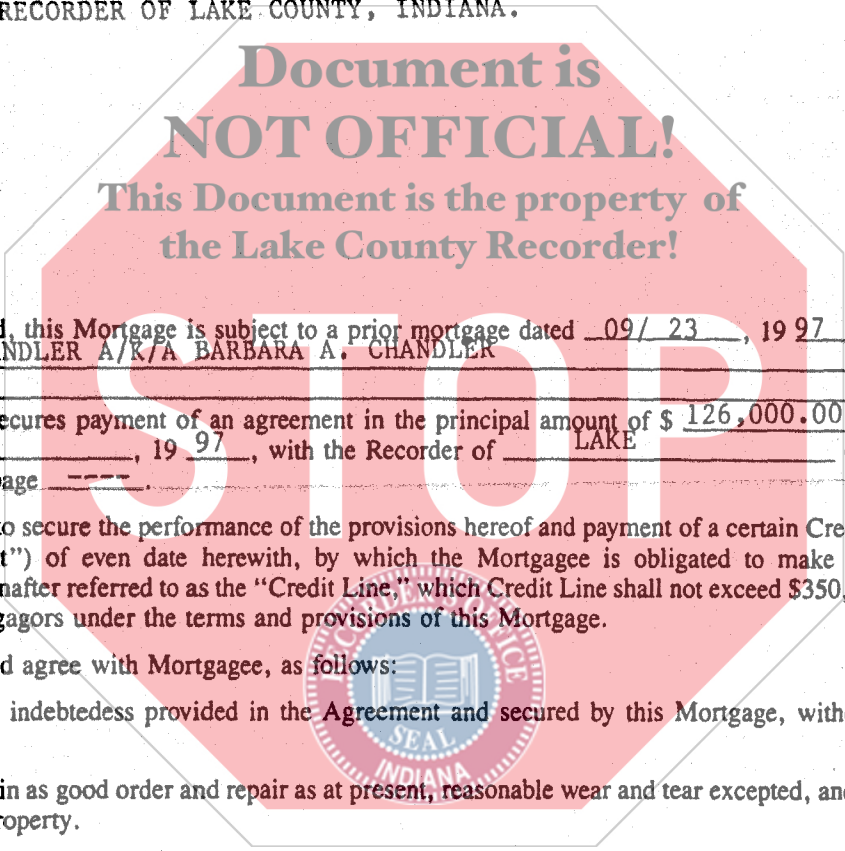 RECORDER OF LAKE COUNTY, INDIANA.
Document is
NOT OFFICIAL!
This Document is the property of
the Lake County Recorder!
STOP
d, this Mortgage is subject to a prior mortgage dated 09/ 23, 19 97
NDLER A/K/A BARBARA A. CHANDLER
ecures payment of an agreement in the principal amount of $ 126,000.00
, 19 97, with the Recorder of LAKE
age ----.
to secure the performance of the provisions hereof and payment of a certain Cre
t") of even date herewith, by which the Mortgagee is obligated to make
nafter referred to as the "Credit Line," which Credit Line shall not exceed $350,
gagors under the terms and provisions of this Mortgage.
d agree with Mortgagee, as follows:
indebtedess provided in the Agreement and secured by this Mortgage, with
RECORDER'S OFFICE
SEAL
INDIANA
in as good order and repair as at present, reasonable wear and tear excepted, and
roperty.